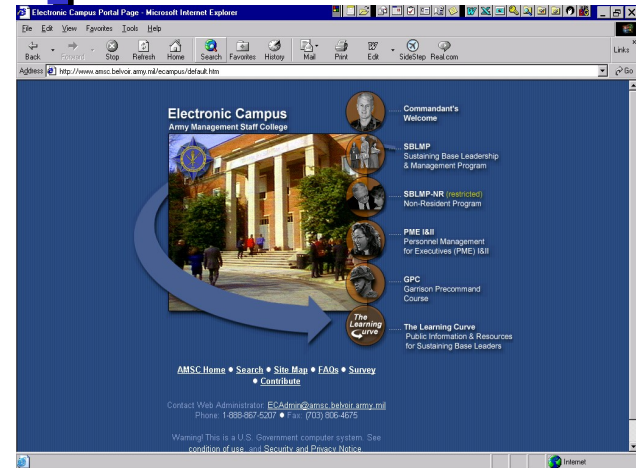 Electronic Campus Portal Page - Microsoft Internet Explorer
File Edit View Favorites Tools Help
Back Forward Stop Refresh Home Search Favorites History Mail Print Edit SideStep Real.com Links
Address http://www.amsc.belvoir.army.mil/ecampus/default.htm Go
Electronic Campus
Army Management Staff College
Commandant's
Welcome
SBLMP
Sustaining Base Leadership
& Management Program
SBLMP-NR (restricted)
Non-Resident Program
PME I&II
Personnel Management
for Executives (PME) I&II
GPC
Garrison Precommand
Course
The
Learning
Curve
The Learning Curve
Public Information & Resources
for Sustaining Base Leaders
AMSC Home ● Search ● Site Map ● FAQs ● Survey
● Contribute
Contact Web Administrator: ECAdmin@amsc.belvoir.army.mil
Phone: 1-888-867-5207 ● Fax: (703) 806-4675
Warning! This is a U.S. Government computer system. See
condition of use, and Security and Privacy Notice.
Internet